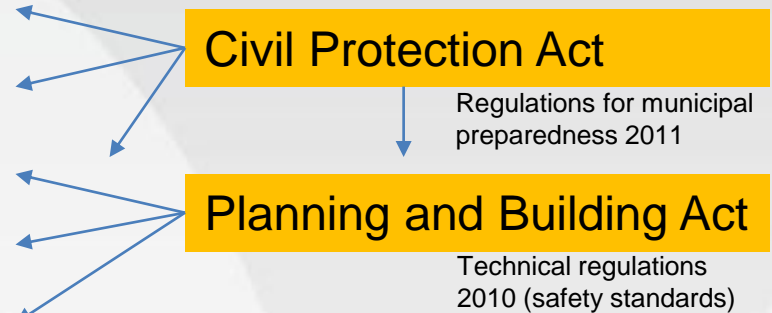 Civil Protection Act
Regulations for municipal
preparedness 2011
Planning and Building Act
Technical regulations
2010 (safety standards)